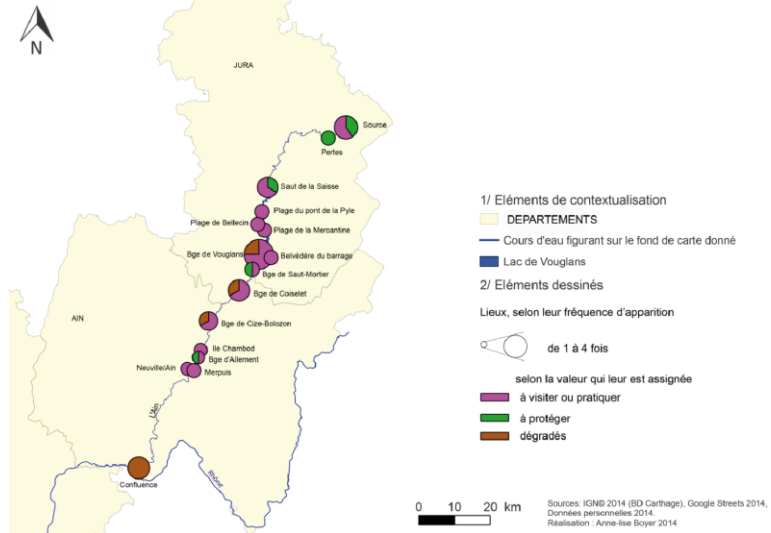 N
JURA
Source
Pertes
Saut de la Saisse
Plage du pont de la Pyle
Plage de Bellecin
Plage de la Mercantine
Bge de Vouglans
Belvédère du barrage
Bge de Saut-Mortier
Bge de Coiselet
AIN
Bge de Cize-Bolozon
Ile Chambod
Bge d'Allement
Neuville/Ain
Merpuis
L'Ain
Rhône
Confluence
1/ Eléments de contextualisation
DEPARTEMENTS
Cours d'eau figurant sur le fond de carte donné
Lac de Vouglans
2/ Eléments dessinés
Lieux, selon leur fréquence d'apparition
de 1 à 4 fois
selon la valeur qui leur est assignée
à visiter ou pratiquer
à protéger
dégradés
0 10 20 km
Sources: IGN© 2014 (BD Carthage), Google Streets 2014,
Données personnelles 2014.
Réalisation : Anne-lise Boyer 2014